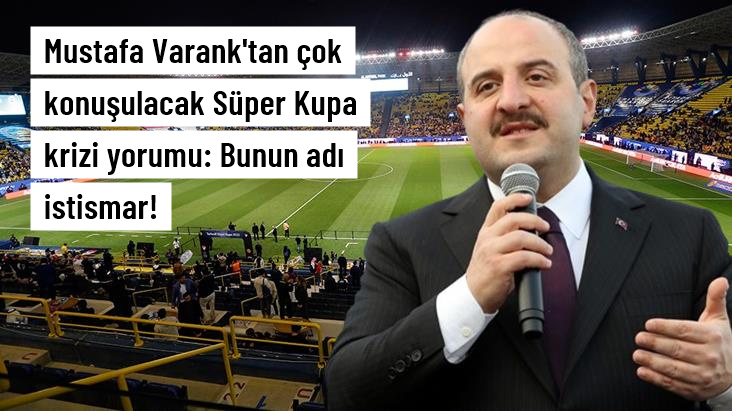 Mustafa Varank'tan çok
konuşulacak Süper Kupa
krizi yorumu: Bunun adı
istismar!